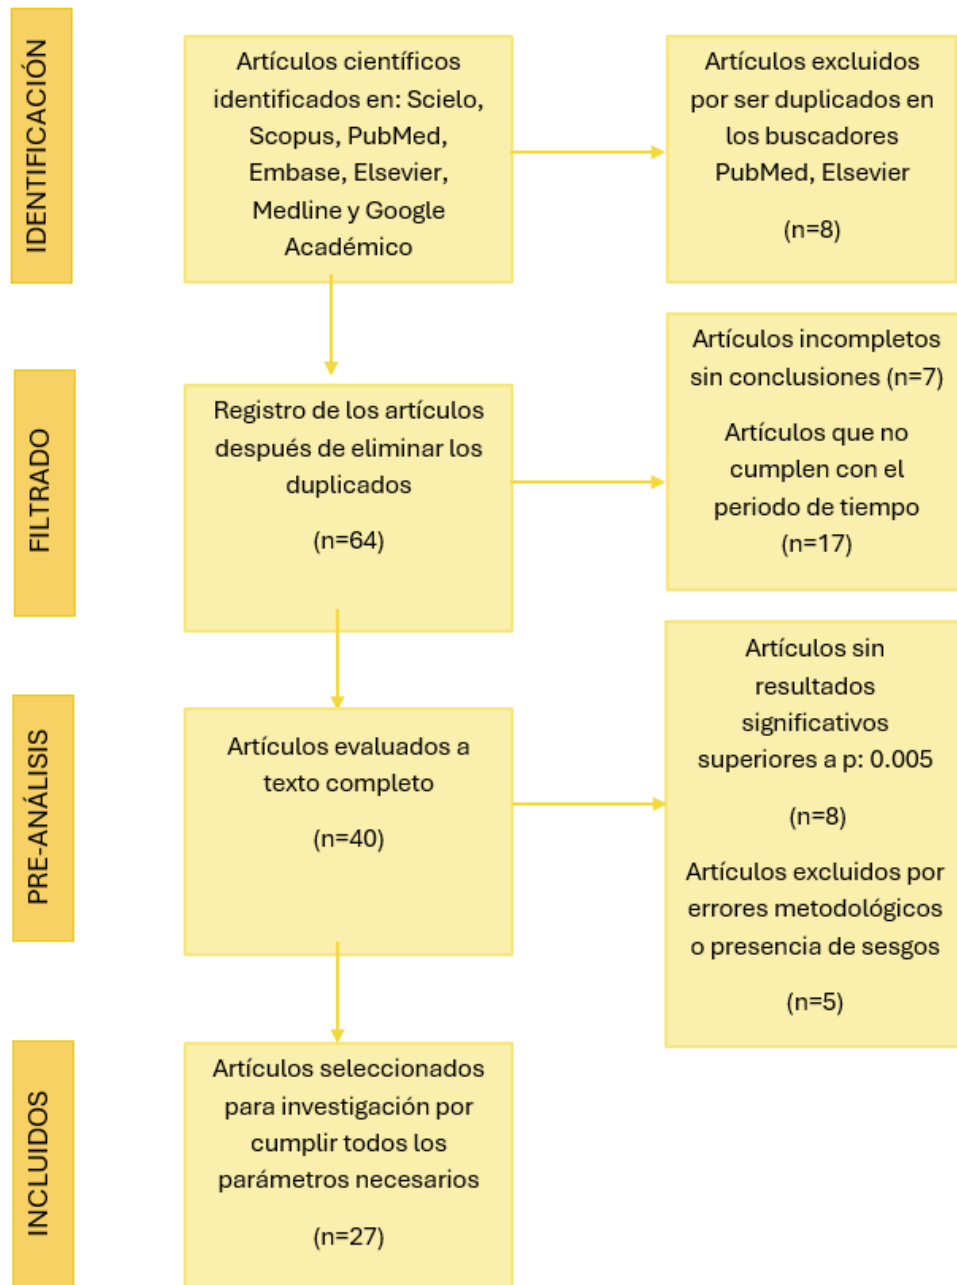 IDENTIFICACIÓN
Artículos científicos
identificados en: Scielo,
Scopus, PubMed,
Embase, Elsevier,
Medline y Google
Académico
Artículos excluidos
por ser duplicados en
los buscadores
PubMed, Elsevier
(n=8)
FILTRADO
Registro de los artículos
después de eliminar los
duplicados
(n=64)
Artículos incompletos
sin conclusiones (n=7)
Artículos que no
cumplen con el
periodo de tiempo
(n=17)
PRE-ANÁLISIS
Artículos evaluados a
texto completo
(n=40)
Artículos sin
resultados
significativos
superiores a p: 0.005
(n=8)
Artículos excluidos por
errores metodológicos
o presencia de sesgos
(n=5)
INCLUIDOS
Artículos seleccionados
para investigación por
cumplir todos los
parámetros necesarios
(n=27)